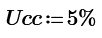 Ucc := 5%